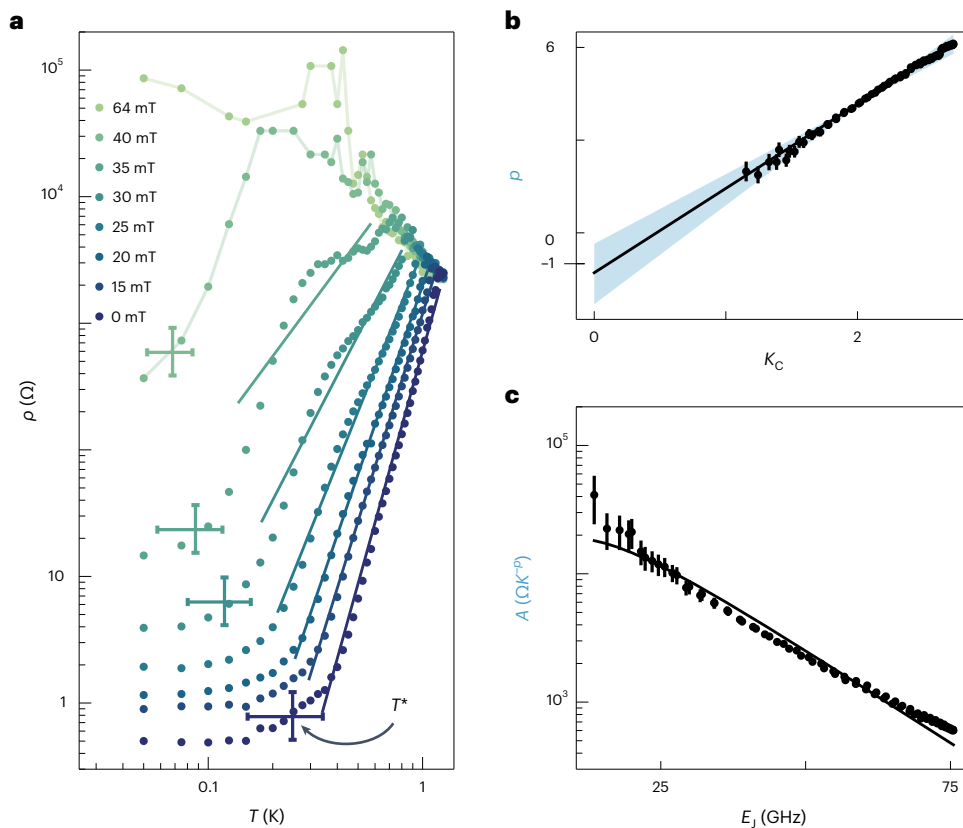 a
10⁵
10⁴
10
1
ρ (Ω)
64 mT
40 mT
35 mT
30 mT
25 mT
20 mT
15 mT
0 mT
T*
0.1
1
T (K)
b
6
0
−1
p
0
2
K_C
c
10⁵
10³
A (ΩK⁻ᵖ)
25
75
E_J (GHz)